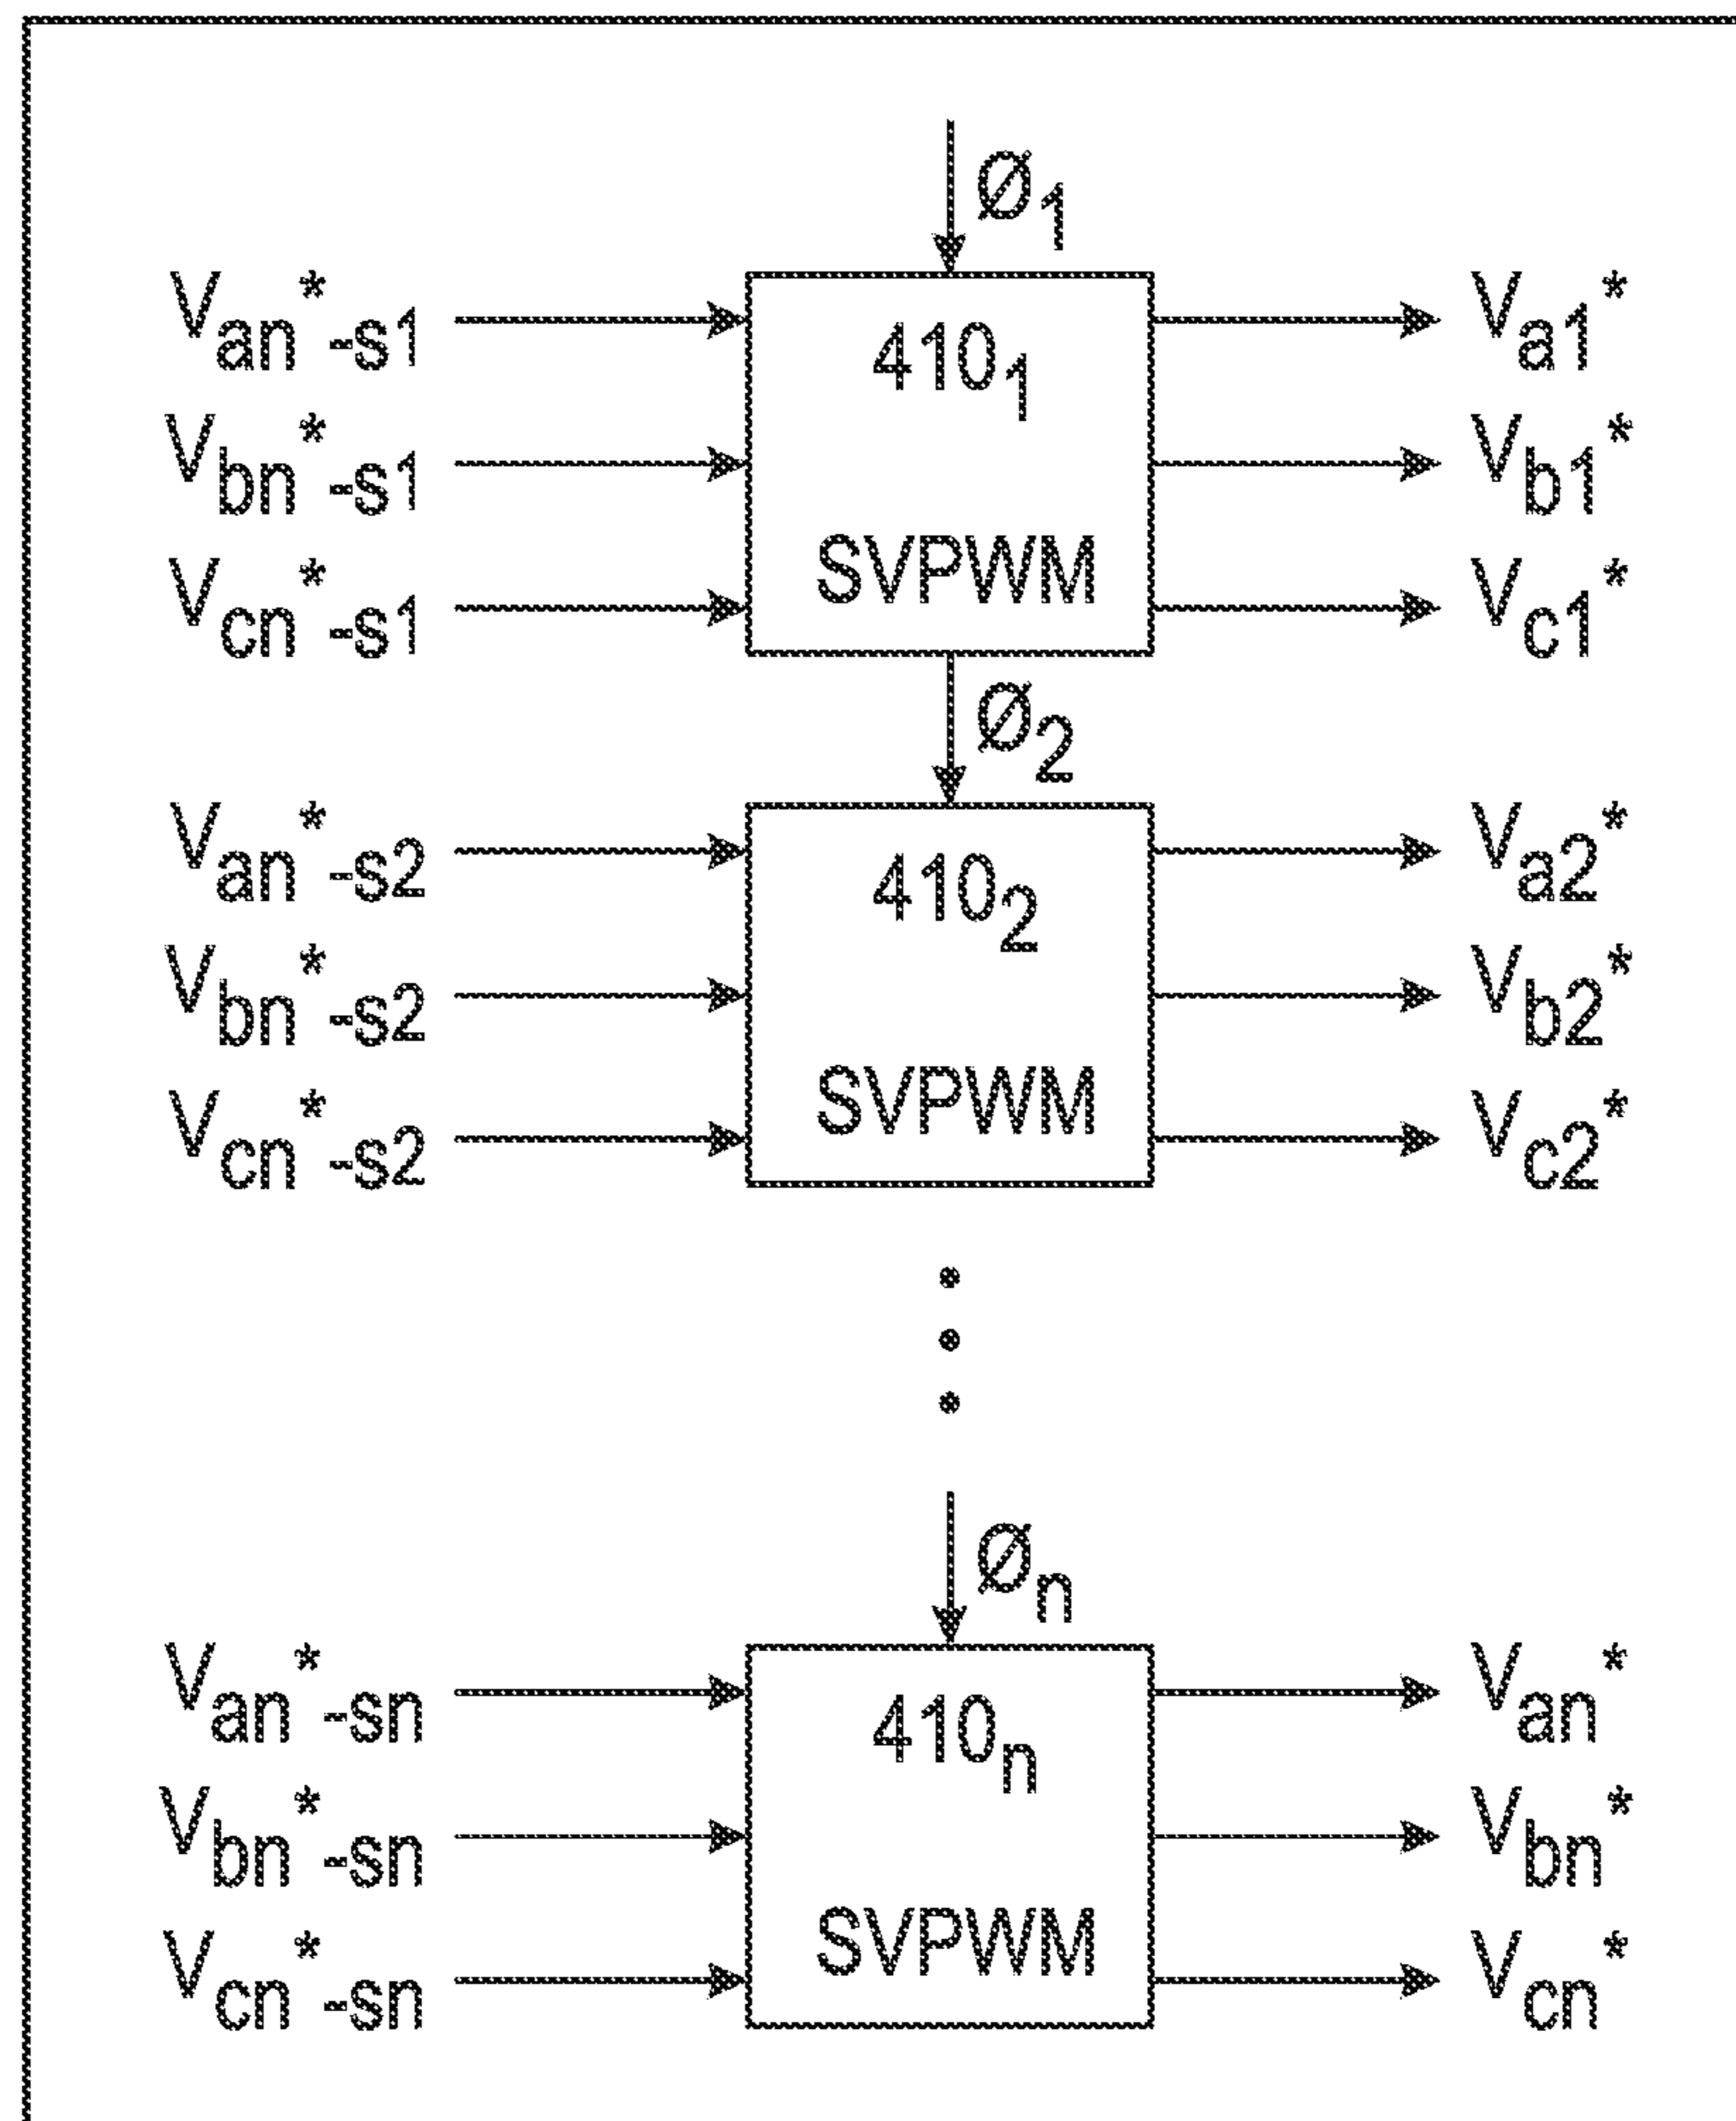 Ø1
Van*-s1 4101 Va1*
Vbn*-s1 Vb1*
Vcn*-s1 SVPWM Vc1*
Ø2
Van*-s2 4102 Va2*
Vbn*-s2 Vb2*
Vcn*-s2 SVPWM Vc2*
Øn
Van*-sn 410n Van*
Vbn*-sn Vbn*
Vcn*-sn SVPWM Vcn*